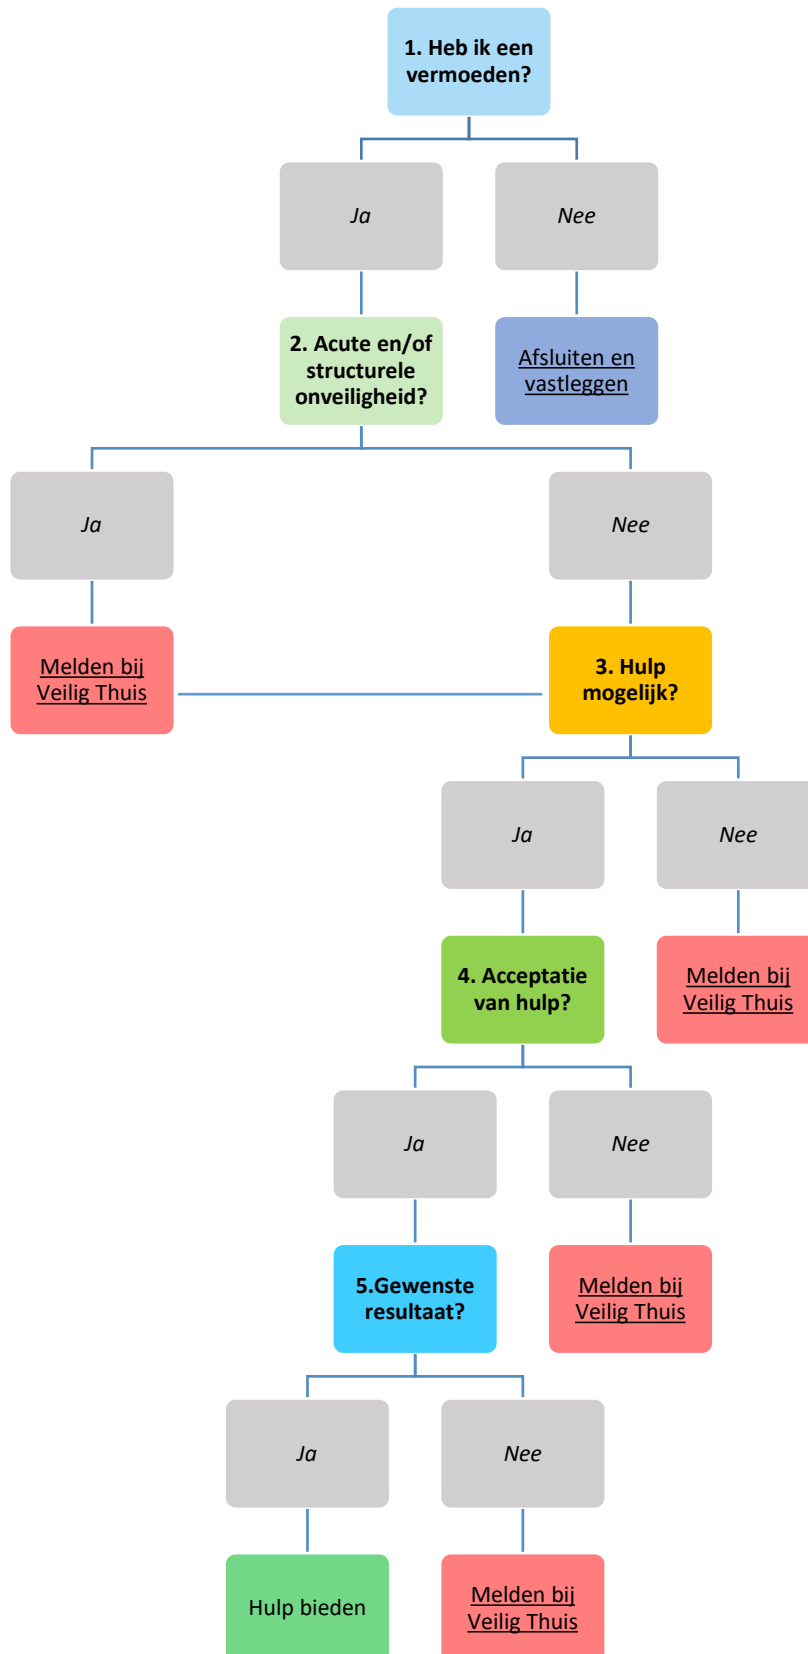 1. Heb ik een
vermoeden?
Ja
Nee
2. Acute en/of
structurele
onveiligheid?
Afsluiten en
vastleggen
Ja
Nee
Melden bij
Veilig Thuis
3. Hulp
mogelijk?
Ja
Nee
4. Acceptatie
van hulp?
Melden bij
Veilig Thuis
Ja
Nee
5.Gewenste
resultaat?
Melden bij
Veilig Thuis
Ja
Nee
Hulp bieden
Melden bij
Veilig Thuis